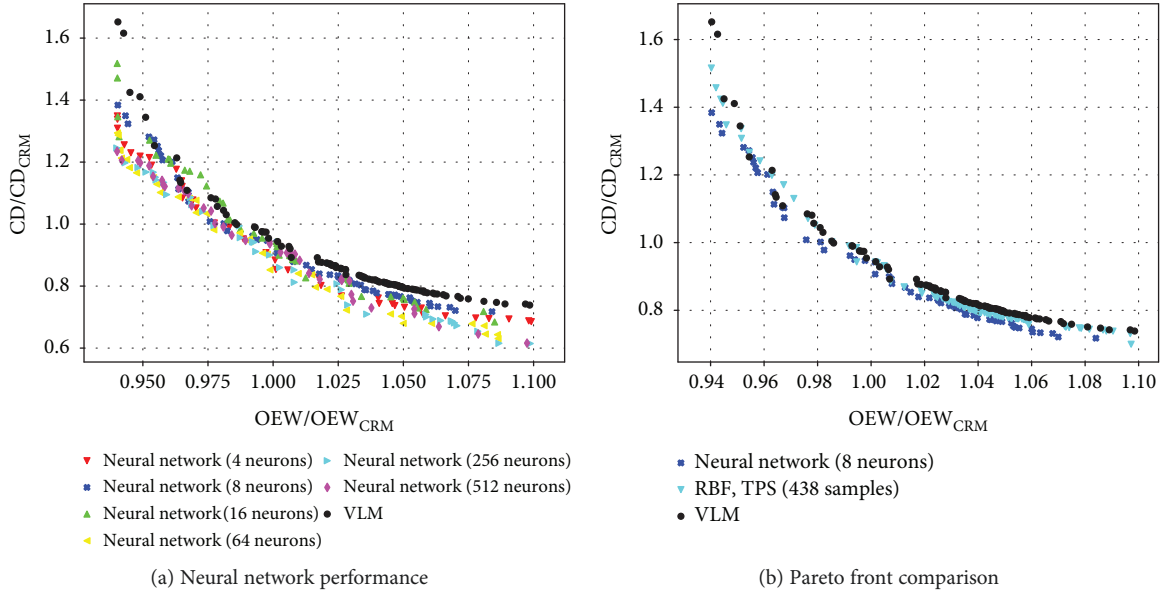 1.6
1.4
1.2
1.0
0.8
0.6
CD/CD_CRM
0.950 0.975 1.000 1.025 1.050 1.075 1.100
OEW/OEW_CRM
Neural network (4 neurons)
Neural network (8 neurons)
Neural network (16 neurons)
Neural network (64 neurons)
Neural network (256 neurons)
Neural network (512 neurons)
VLM
(a) Neural network performance
1.6
1.4
1.2
1.0
0.8
CD/CD_CRM
0.94 0.96 0.98 1.00 1.02 1.04 1.06 1.08 1.10
OEW/OEW_CRM
Neural network (8 neurons)
RBF, TPS (438 samples)
VLM
(b) Pareto front comparison